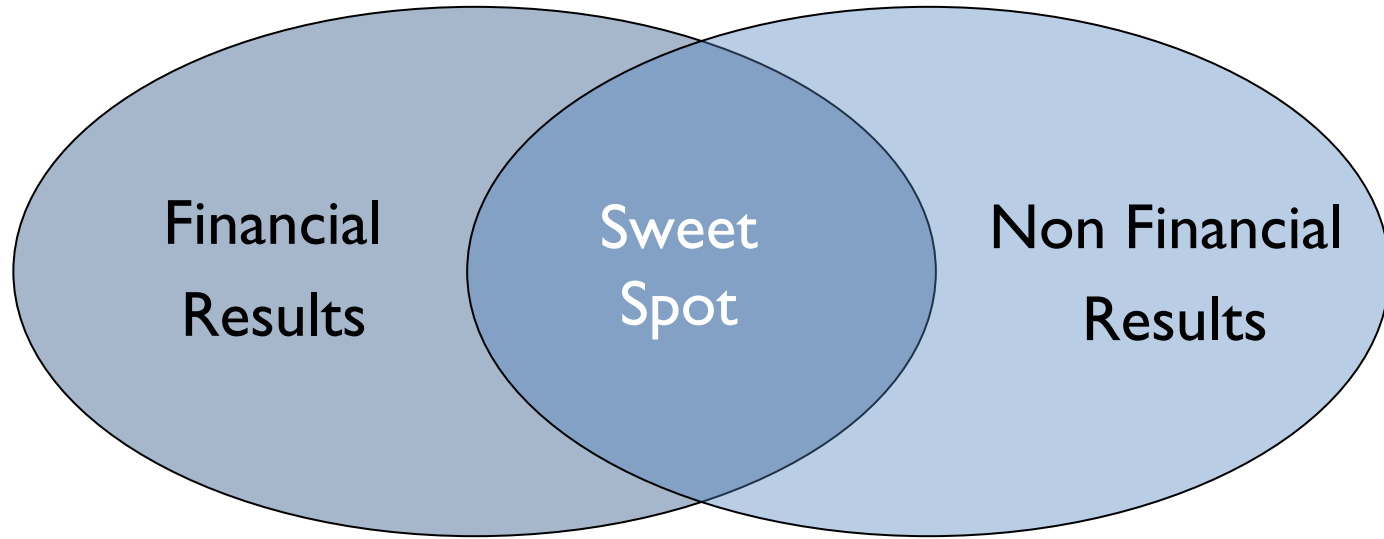 Financial
Results
Sweet
Spot
Non Financial
Results